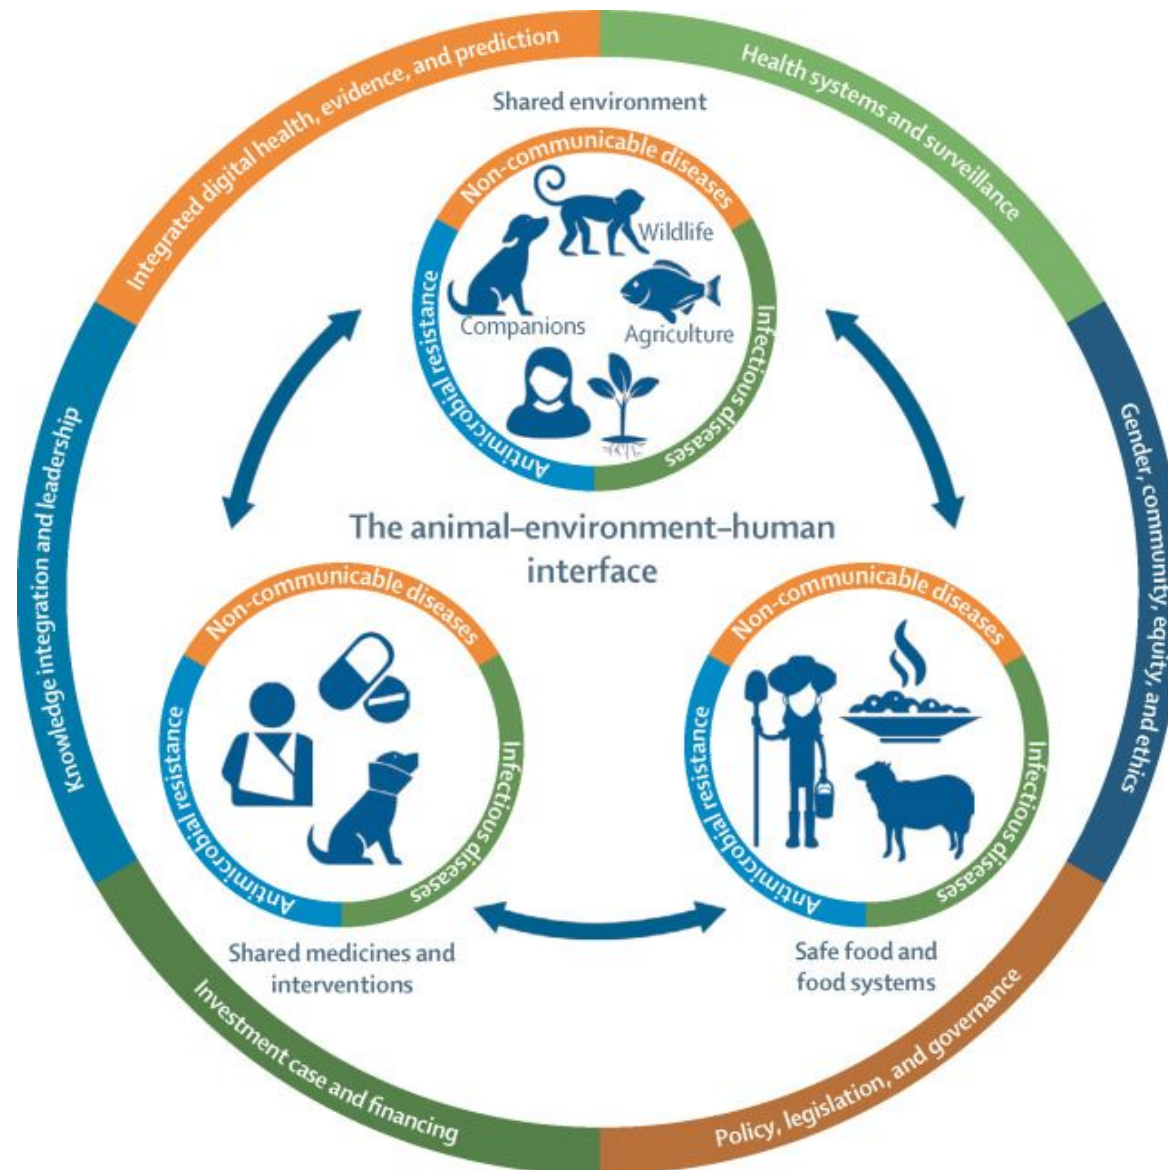 Integrated digital health, evidence, and prediction
Health systems and surveillance
Shared environment
Non-communicable diseases
Wildlife
Companions
Agriculture
Antimicrobial resistance
Infectious diseases
Gender, community, equity, and ethics
Knowledge integration and leadership
The animal–environment–human
interface
Non-communicable diseases
Antimicrobial resistance
Infectious diseases
Shared medicines and
interventions
Non-communicable diseases
Antimicrobial resistance
Infectious diseases
Safe food and
food systems
Investment case and financing
Policy, legislation, and governance